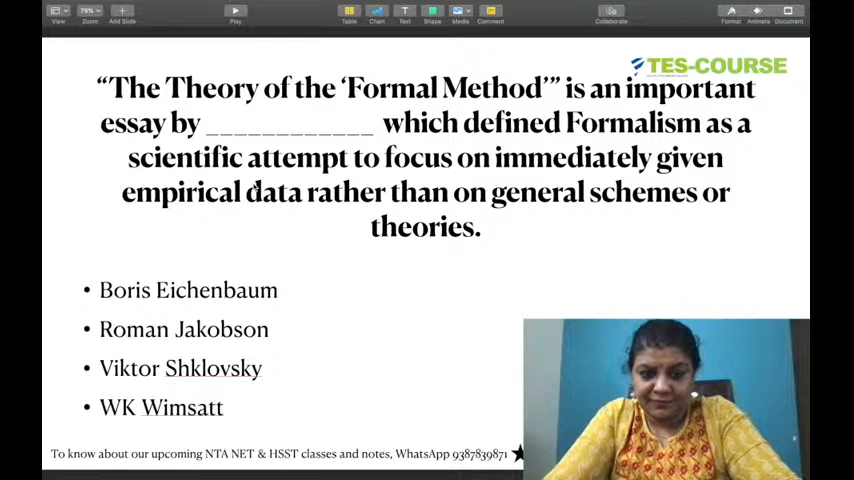 View
75%
Zoom
Add Slide
Play
Table
Chart
Text
Shape
Media
Comment
Collaborate
Format
Animate
Document
TES-COURSE
“The Theory of the ‘Formal Method’” is an important
essay by ____________ which defined Formalism as a
scientific attempt to focus on immediately given
empirical data rather than on general schemes or
theories.
• Boris Eichenbaum
• Roman Jakobson
• Viktor Shklovsky
• WK Wimsatt
To know about our upcoming NTA NET & HSST classes and notes, WhatsApp 9387839871